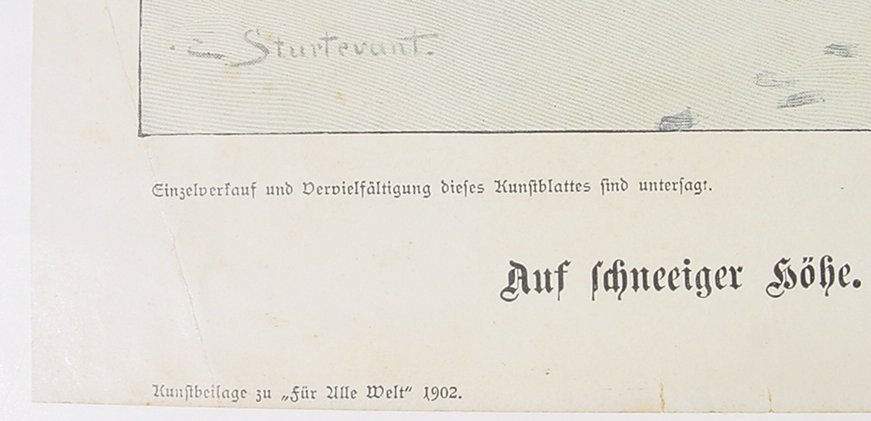 Sturtevant.
Einzelverkauf und Vervielfältigung dieses Kunstblattes sind untersagt.
Auf schneeiger Höhe.
Kunstbeilage zu „Für Alle Welt“ 1902.